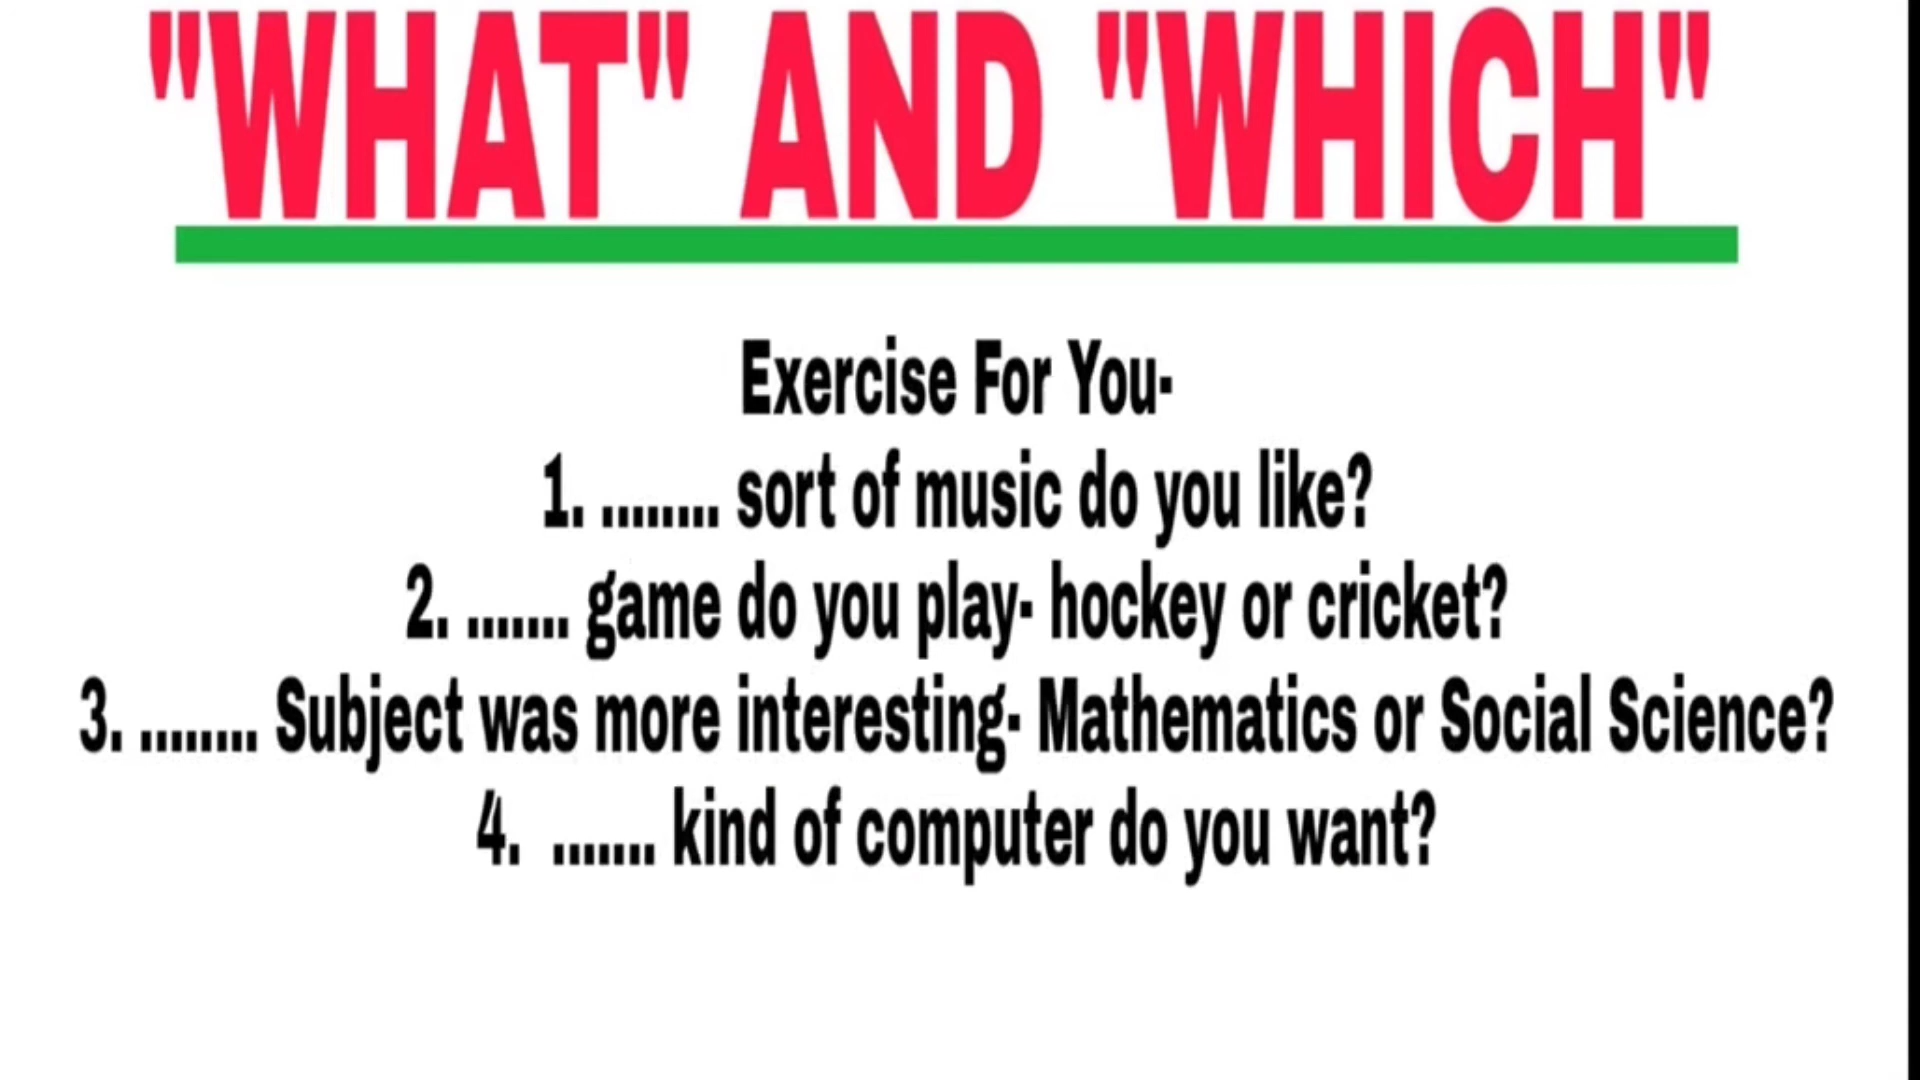 "WHAT" AND "WHICH"
Exercise For You-
1. ........ sort of music do you like?
2. ....... game do you play- hockey or cricket?
3. ........ Subject was more interesting- Mathematics or Social Science?
4.  ....... kind of computer do you want?